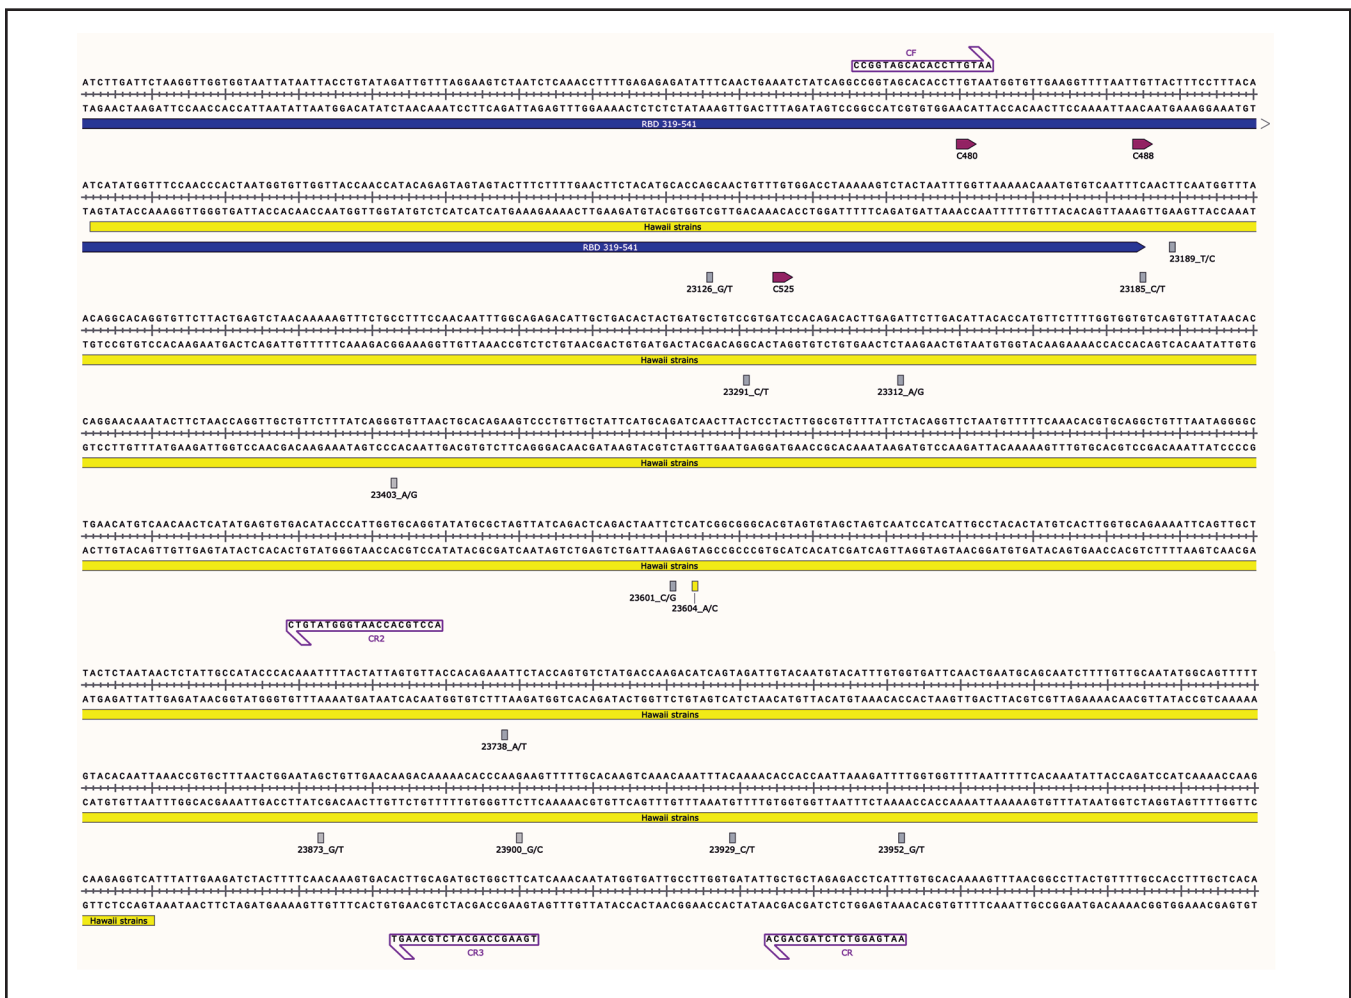 CF
CCGGTAGCACACCTTGTAA
ATCTTGATTCTAAGGTTGGTGGTAATTATAATTACCTGTATAGATTGTTTAGGAAGTCTAATCTCAAACCTTTTGAGAGAGATATTTCAACTGAAATCTATCAGGCCGGTAGCACACCTTGTAATGGTGTTGAAGGTTTTAATTGTTACTTTCCTTTACA
TAGAACTAAGATTCCAACCACCATTAATATTAATGGACATATCTAACAAATCCTTCAGATTAGAGTTTGGAAAACTCTCTCTATAAAGTTGACTTTAGATAGTCCGGCCATCGTGTGGAACATTACCACAACTTCCAAAATTAACAATGAAAGGAAATGT
RBD 319-541
C480 C488
ATCATATGGTTTCCAACCCACTAATGGTGTTGGTTACCAACCATACAGAGTAGTAGTACTTTCTTTTGAACTTCTACATGCACCAGCAACTGTTTGTGGACCTAAAAAGTCTACTAATTTGGTTAAAAACAAATGTGTCAATTTCAACTTCAATGGTTTA
TAGTATACCAAAGGTTGGGTGATTACCACAACCAATGGTTGGTATGTCTCATCATCATGAAAGAAAACTTGAAGATGTACGTGGTCGTTGACAAACACCTGGATTTTTCAGATGATTAAACCAATTTTTGTTTACACAGTTAAAGTTGAAGTTACCAAAT
Hawaii strains
RBD 319-541
23189_T/C
23126_G/T C525 23185_C/T
ACAGGCACAGGTGTTCTTACTGAGTCTAACAAAAAGTTTCTGCCTTTCCAACAATTTGGCAGAGACATTGCTGACACTACTGATGCTGTCCGTGATCCACAGACACTTGAGATTCTTGACATTACACCATGTTCTTTTGGTGGTGTCAGTGTTATAACAC
TGTCCGTGTCCACAAGAATGACTCAGATTGTTTTTCAAAGACGGAAAGGTTGTTAAACCGTCTCTGTAACGACTGTGATGACTACGACAGGCACTAGGTGTCTGTGAACTCTAAGAACTGTAATGTGGTACAAGAAAACCACCACAGTCACAATATTGTG
Hawaii strains
23291_C/T 23312_A/G
CAGGAACAAATACTTCTAACCAGGTTGCTGTTCTTTATCAGGGTGTTAACTGCACAGAAGTCCCTGTTGCTATTCATGCAGATCAACTTACTCCTACTTGGCGTGTTTATTCTACAGGTTCTAATGTTTTTCAAACACGTGCAGGCTGTTTAATAGGGGC
GTCCTTGTTTATGAAGATTGGTCCAACGACAAGAAATAGTCCCACAATTGACGTGTCTTCAGGGACAACGATAAGTACGTCTAGTTGAATGAGGATGAACCGCACAAATAAGATGTCCAAGATTACAAAAAGTTTGTGCACGTCCGACAAATTATCCCCG
Hawaii strains
23403_A/G
TGAACATGTCAACAACTCATATGAGTGTGACATACCCATTGGTGCAGGTATATGCGCTAGTTATCAGACTCAGACTAATTCTCATCGGCGGGCACGTAGTGTAGCTAGTCAATCCATCATTGCCTACACTATGTCACTTGGTGCAGAAAATTCAGTTGCT
ACTTGTACAGTTGTTGAGTATACTCACACTGTATGGGTAACCACGTCCATATACGCGATCAATAGTCTGAGTCTGATTAAGAGTAGCCGCCCGTGCATCACATCGATCAGTTAGGTAGTAACGGATGTGATACAGTGAACCACGTCTTTTAAGTCAACGA
Hawaii strains
23601_C/G
23604_A/C
CTGTATGGGTAACCACGTCCA
CR2
TACTCTAATAACTCTATTGCCATACCCACAAATTTTACTATTAGTGTTACCACAGAAATTCTACCAGTGTCTATGACCAAGACATCAGTAGATTGTACAATGTACATTTGTGGTGATTCAACTGAATGCAGCAATCTTTTGTTGCAATATGGCAGTTTTT
ATGAGATTATTGAGATAACGGTATGGGTGTTTAAAATGATAATCACAATGGTGTCTTTAAGATGGTCACAGATACTGGTTCTGTAGTCATCTAACATGTTACATGTAAACACCACTAAGTTGACTTACGTCGTTAGAAAACAACGTTATACCGTCAAAAA
Hawaii strains
23738_A/T
GTACACAATTAAACCGTGCTTTAACTGGAATAGCTGTTGAACAAGACAAAAACACCCAAGAAGTTTTTGCACAAGTCAAACAAATTTACAAAACACCACCAATTAAAGATTTTGGTGGTTTTAATTTTTCACAAATATTACCAGATCCATCAAAACCAAG
CATGTGTTAATTTGGCACGAAATTGACCTTATCGACAACTTGTTCTGTTTTTGTGGGTTCTTCAAAAACGTGTTCAGTTTGTTTAAATGTTTTGTGGTGGTTAATTTCTAAAACCACCAAAATTAAAAAGTGTTTATAATGGTCTAGGTAGTTTTGGTTC
Hawaii strains
23873_G/T 23900_G/C 23929_C/T 23952_G/T
CAAGAGGTCATTTATTGAAGATCTACTTTTCAACAAAGTGACACTTGCAGATGCTGGCTTCATCAAACAATATGGTGATTGCCTTGGTGATATTGCTGCTAGAGACCTCATTTGTGCACAAAAGTTTAACGGCCTTACTGTTTTGCCACCTTTGCTCACA
GTTCTCCAGTAAATAACTTCTAGATGAAAAGTTGTTTCACTGTGAACGTCTACGACCGAAGTAGTTTGTTATACCACTAACGGAACCACTATAACGACGATCTCTGGAGTAAACACGTGTTTTCAAATTGCCGGAATGACAAAACGGTGGAAACGAGTGT
Hawaii strains
TGAACGTCTACGACCGAAGT ACGACGATCTCTGGAGTAA
CR3 CR